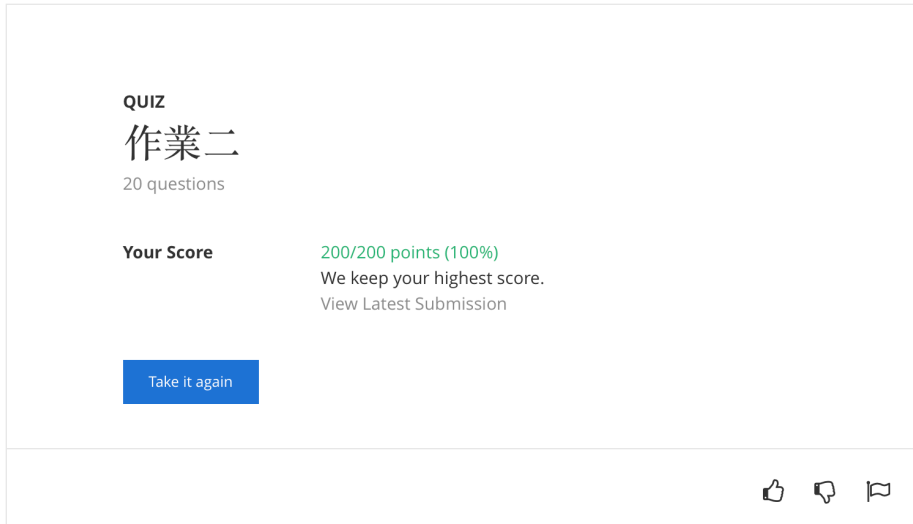 QUIZ
作業二
20 questions
Your Score
200/200 points (100%)
We keep your highest score.
View Latest Submission
Take it again